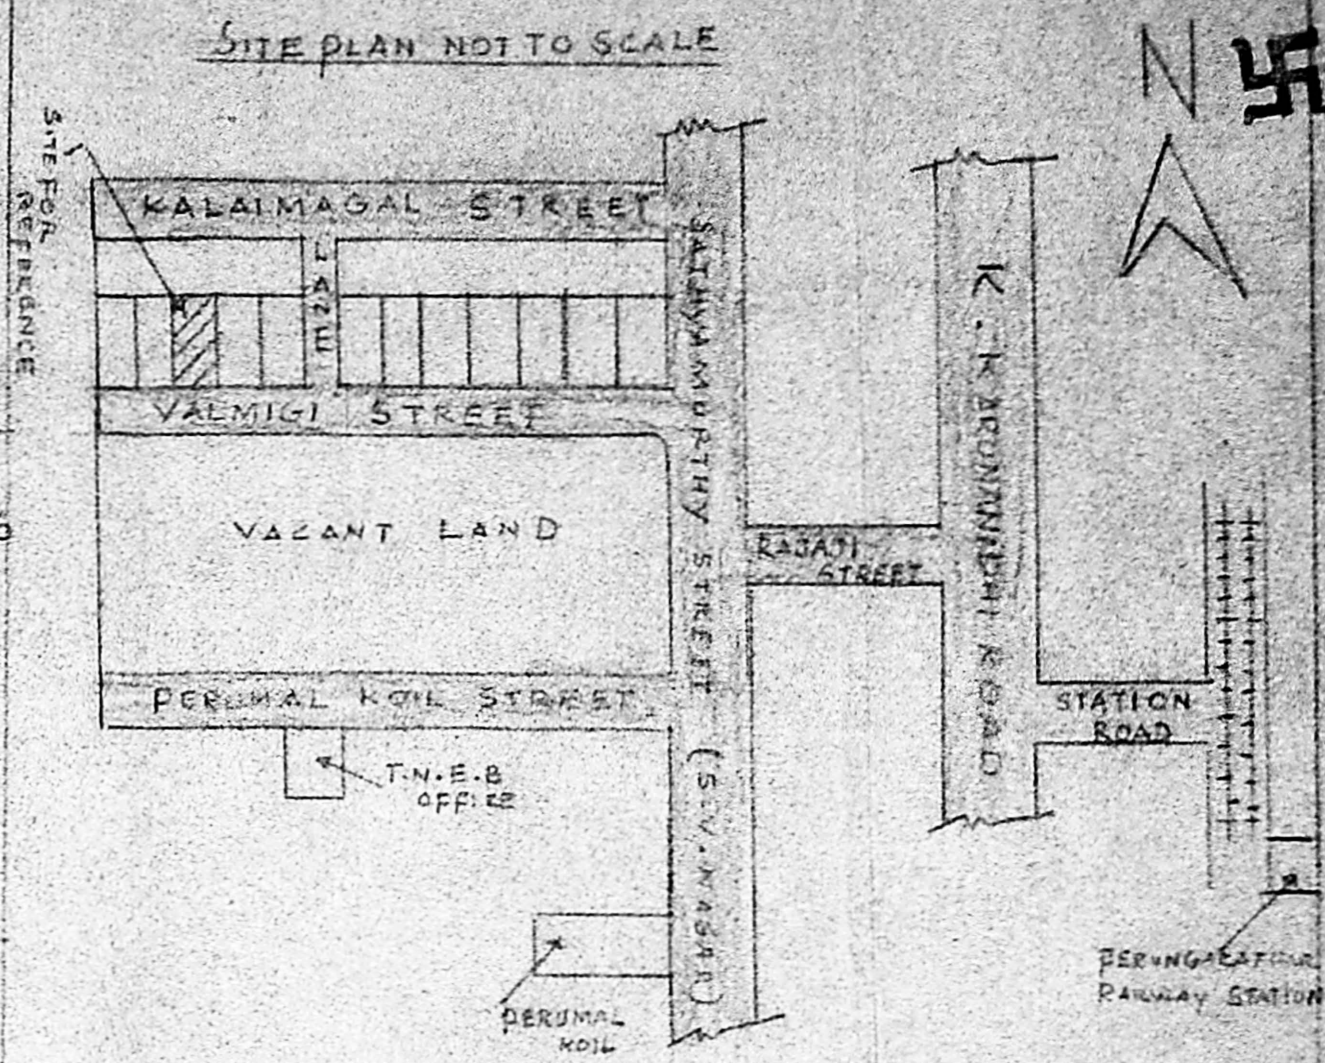 SITE PLAN NOT TO SCALE
N
SITE FOR
REFERENCE
KALAIMAGAL STREET
LANE
VALMIGI STREET
VACANT LAND
PERUMAL KOIL STREET
T.N.E.B
OFFICE
PERUMAL
KOIL
SATHYAMURTHY STREET (S.V.NAGAR)
RAJAJI
STREET
K.KARUNANIDHI ROAD
STATION
ROAD
RAILWAY STATION